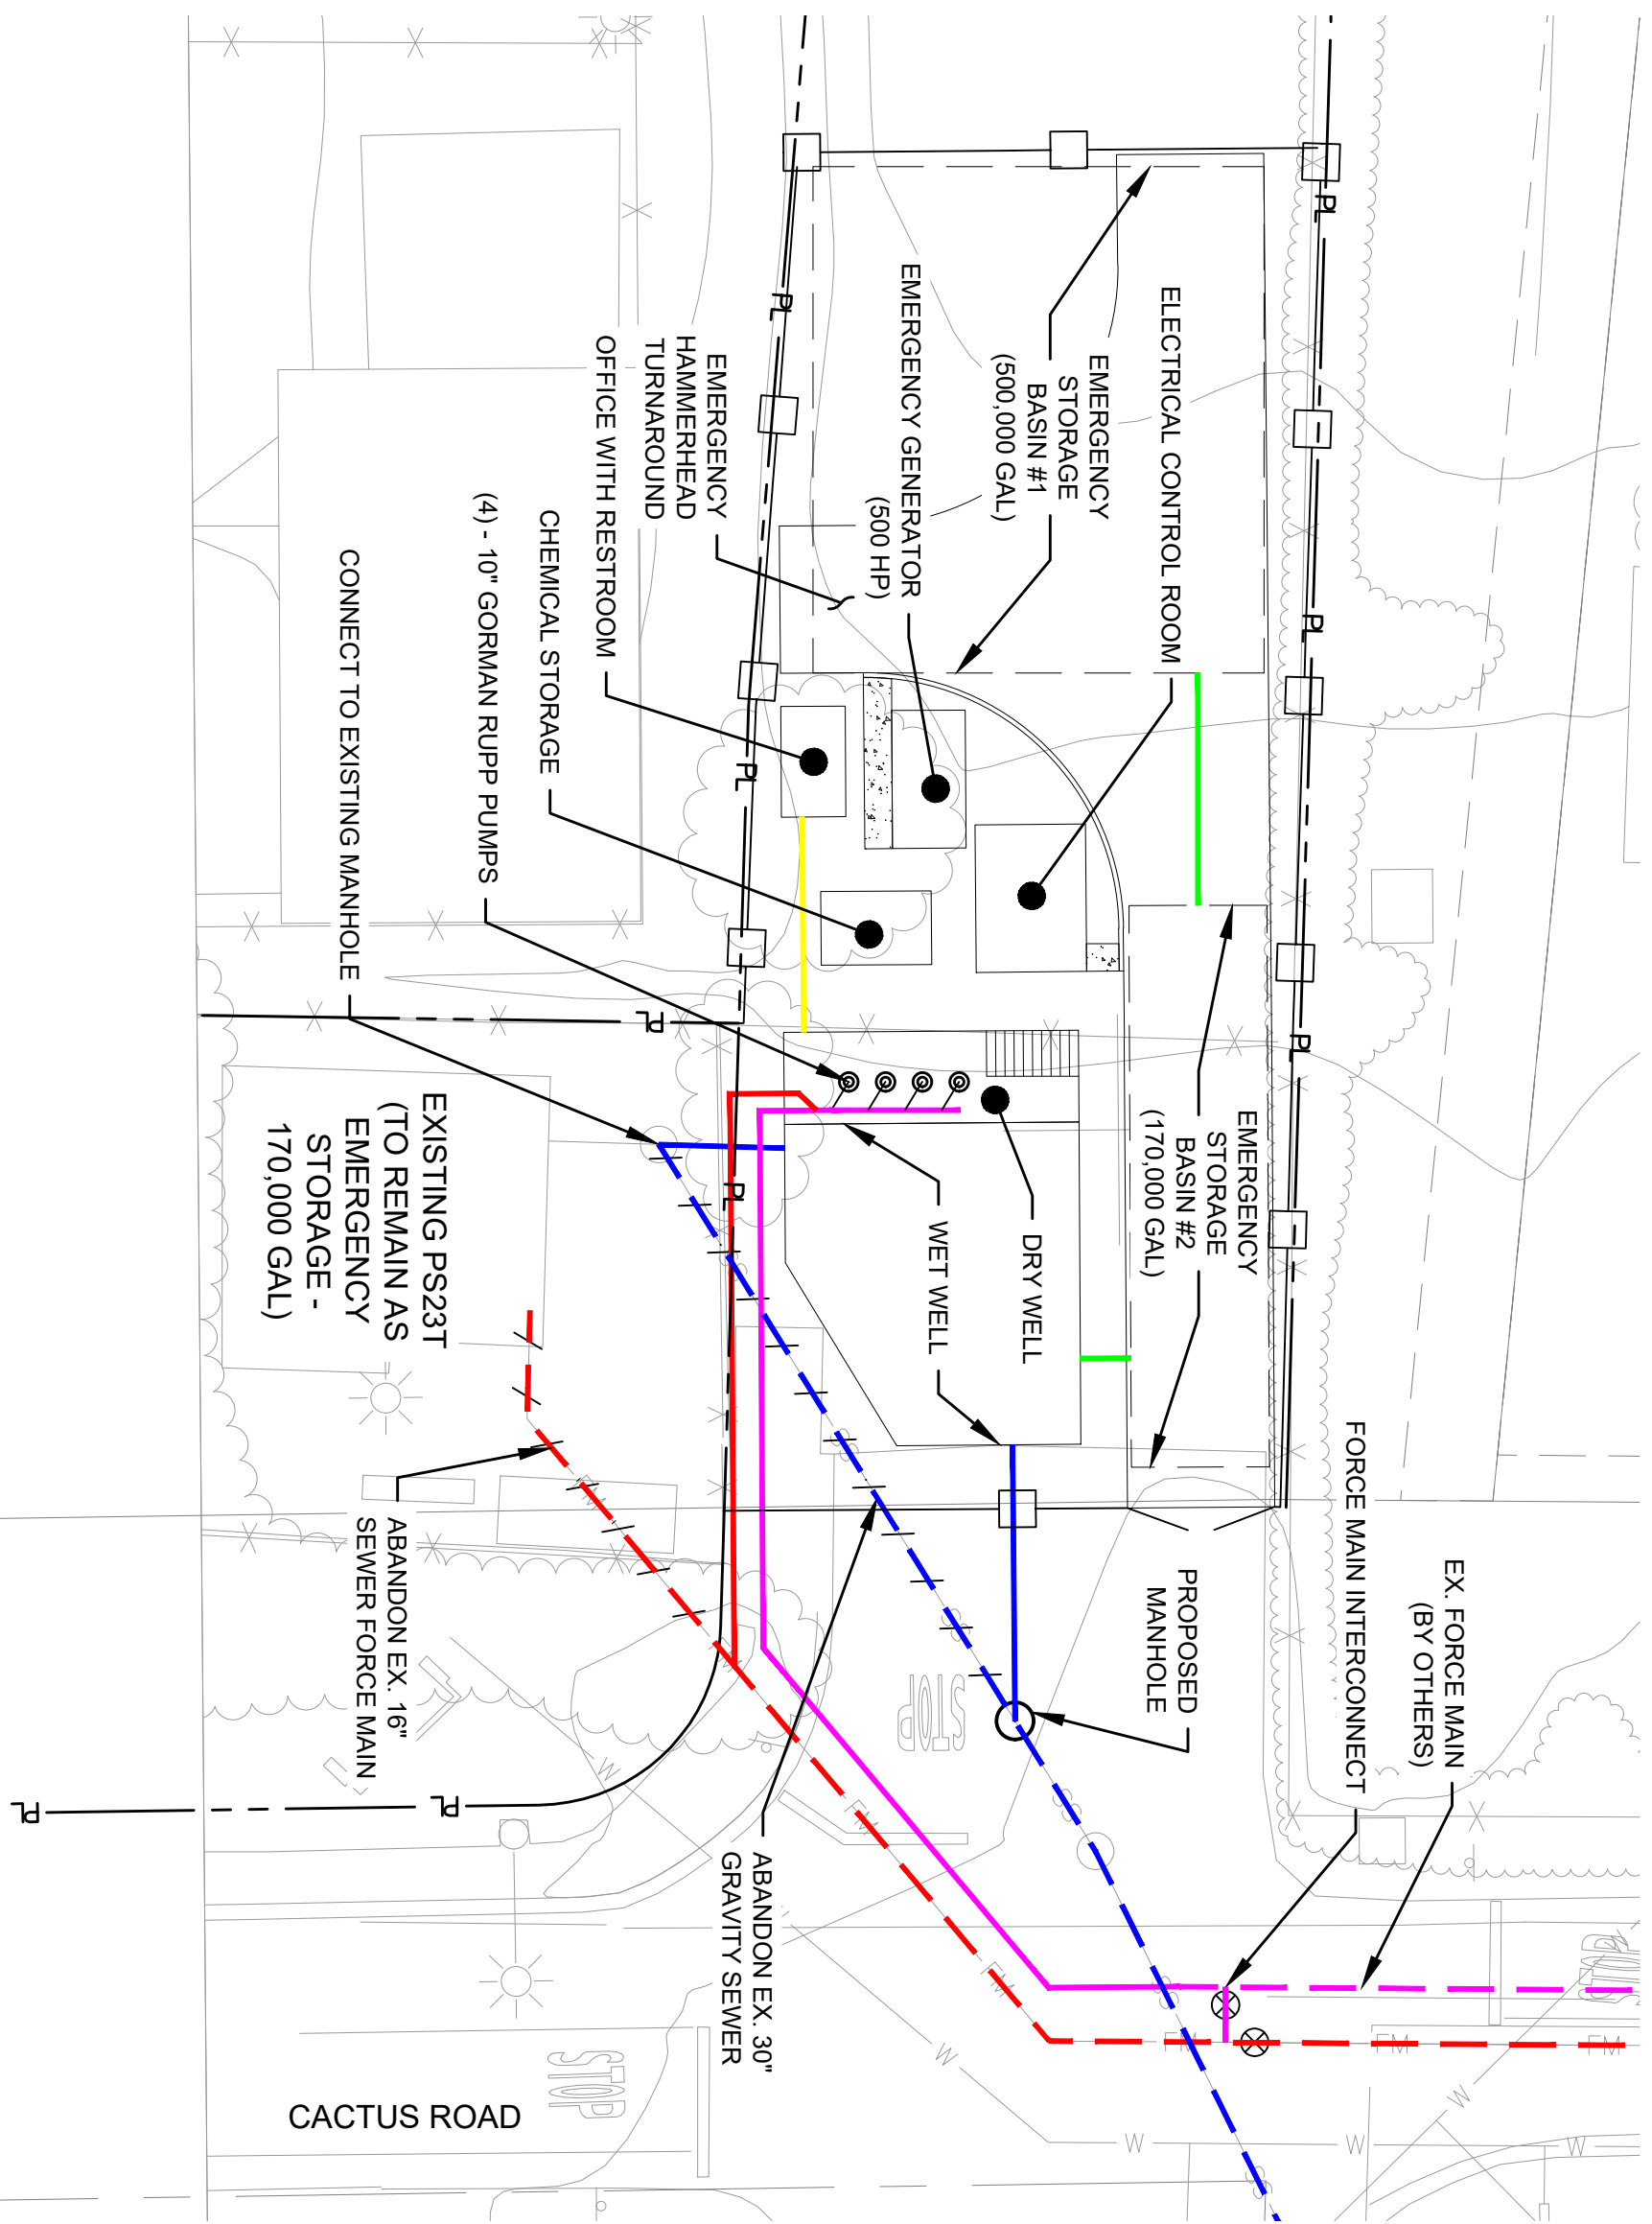 ELECTRICAL CONTROL ROOM
EMERGENCY
STORAGE
BASIN #1
(500,000 GAL)
EMERGENCY GENERATOR
(500 HP)
EMERGENCY
HAMMERHEAD
TURNAROUND
OFFICE WITH RESTROOM
CHEMICAL STORAGE
(4) - 10" GORMAN RUPP PUMPS
CONNECT TO EXISTING MANHOLE
EMERGENCY
STORAGE
BASIN #2
(170,000 GAL)
DRY WELL
WET WELL
EXISTING PS23T
(TO REMAIN AS
EMERGENCY
STORAGE -
170,000 GAL)
EX. FORCE MAIN
(BY OTHERS)
FORCE MAIN INTERCONNECT
PROPOSED
MANHOLE
ABANDON EX. 16"
SEWER FORCE MAIN
ABANDON EX. 30"
GRAVITY SEWER
CACTUS ROAD
STOP
STOP
PL
PL
PL
PL
PL
PL
PL
PL
PL
FM
FM
FM
W
W
W
W
W